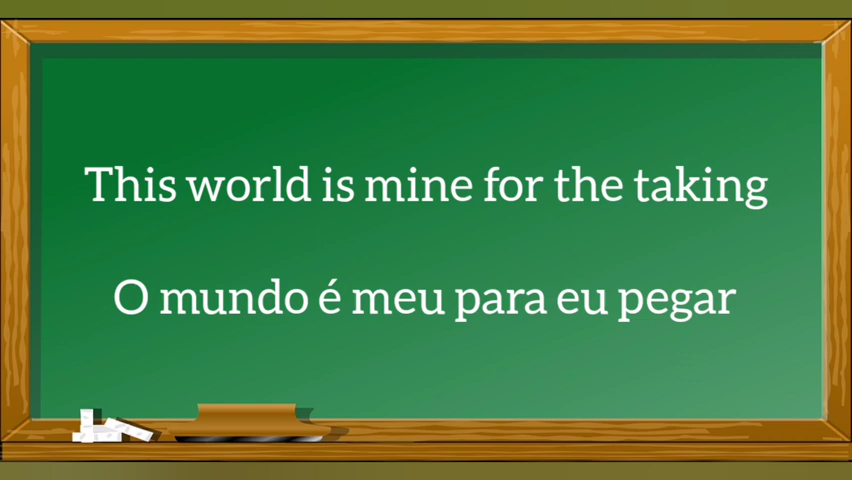 This world is mine for the taking
O mundo é meu para eu pegar